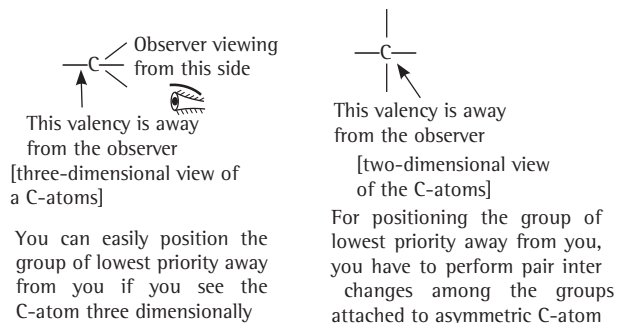 Observer viewing
from this side
C
This valency is away
from the observer
[three-dimensional view of
a C-atoms]
You can easily position the
group of lowest priority away
from you if you see the
C-atom three dimensionally
C
This valency is away
from the observer
[two-dimensional view
of the C-atoms]
For positioning the group of
lowest priority away from you,
you have to perform pair inter
changes among the groups
attached to asymmetric C-atom